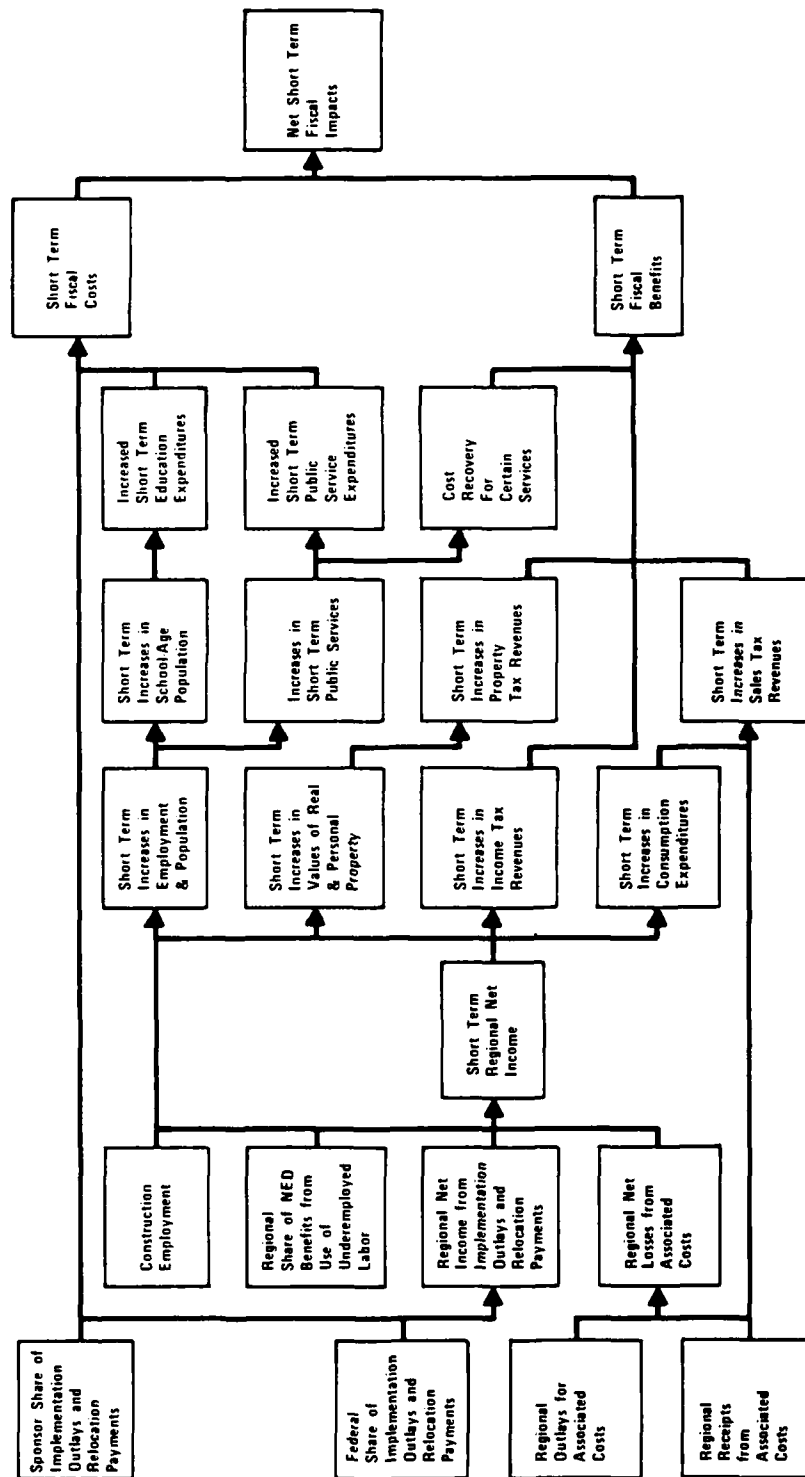 Sponsor Share of
Implementation
Outlays and
Relocation
Payments
Federal
Share of
Implementation
Outlays and
Relocation
Payments
Regional
Outlays for
Associated
Costs
Regional
Receipts
from
Associated
Costs
Construction
Employment
Regional
Share of NED
Benefits from
Use of
Underemployed
Labor
Regional Net
Income from
Implementation
Outlays and
Relocation
Payments
Regional Net
Losses from
Associated
Costs
Short Term
Regional Net
Income
Short Term
Increases in
Employment
& Population
Short Term
Increases in
Values of Real
& Personal
Property
Short Term
Increases in
Income Tax
Revenues
Short Term
Increases in
Consumption
Expenditures
Short Term
Increases in
School-Age
Population
Increases in
Short Term
Public Services
Short Term
Increases in
Property
Tax Revenues
Short Term
Increases in
Sales Tax
Revenues
Increased
Short Term
Education
Expenditures
Increased
Short Term
Public
Service
Expenditures
Cost
Recovery
For
Certain
Services
Short Term
Fiscal
Costs
Short Term
Fiscal
Benefits
Net Short Term
Fiscal
Impacts